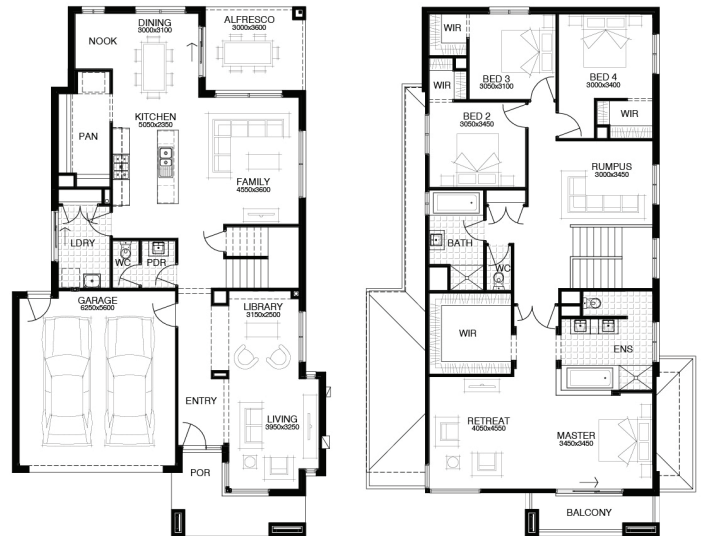 DINING
3000x3100
ALFRESCO
3000x3600
NOOK
KITCHEN
5050x2350
PAN
FAMILY
4550x3600
LDRY
WC
PDR
GARAGE
6250x5600
LIBRARY
3150x2500
ENTRY
LIVING
3950x3250
POR
WIR
BED 3
3050x3100
BED 4
3000x3400
WIR
WIR
BED 2
3050x3450
RUMPUS
3000x3450
BATH
WC
WIR
ENS
RETREAT
4050x4550
MASTER
3450x3450
BALCONY